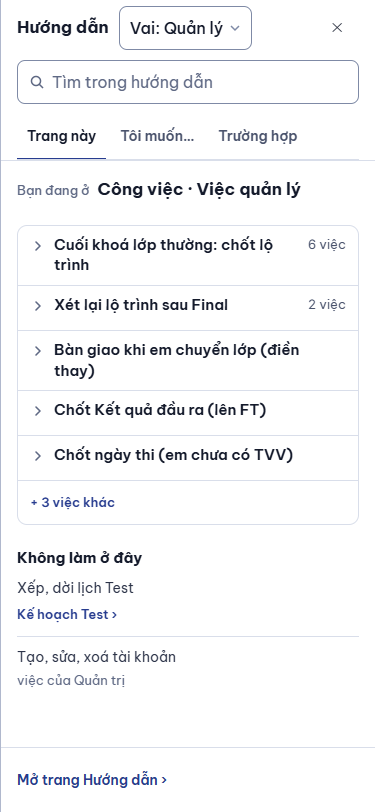 Hướng dẫn
Vai: Quản lý
Tìm trong hướng dẫn
Trang này
Tôi muốn...
Trường hợp
Bạn đang ở Công việc · Việc quản lý
Cuối khoá lớp thường: chốt lộ
trình
6 việc
Xét lại lộ trình sau Final
2 việc
Bàn giao khi em chuyển lớp (điền
thay)
Chốt Kết quả đầu ra (lên FT)
Chốt ngày thi (em chưa có TVV)
+ 3 việc khác
Không làm ở đây
Xếp, dời lịch Test
Kế hoạch Test ›
Tạo, sửa, xoá tài khoản
việc của Quản trị
Mở trang Hướng dẫn ›